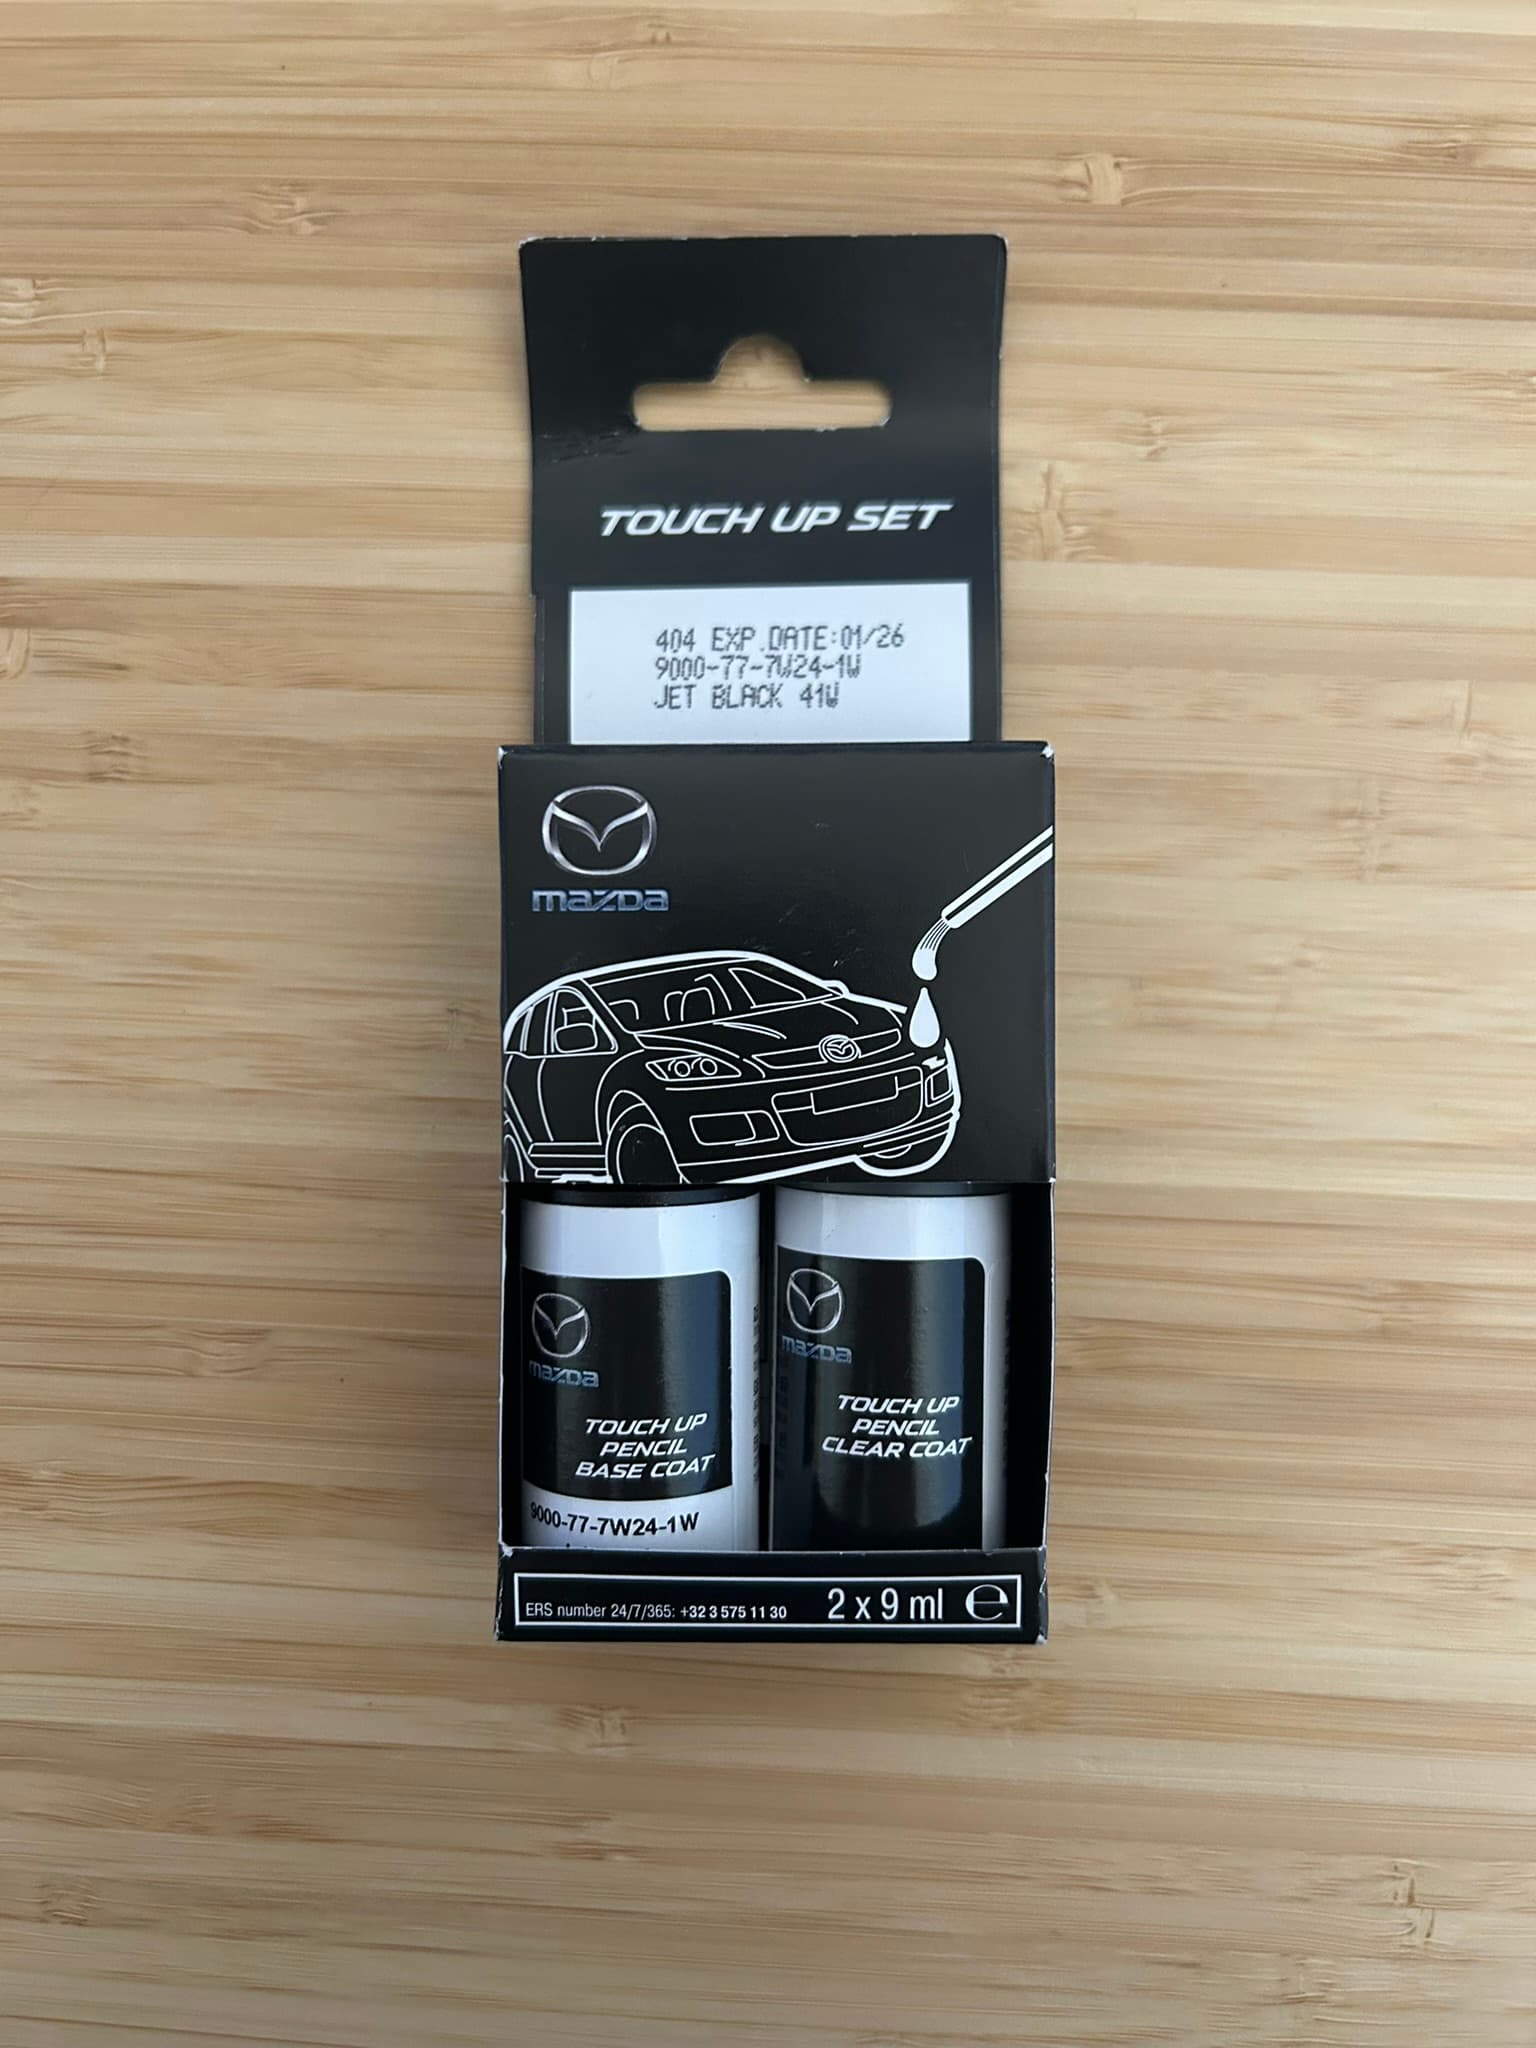 TOUCH UP SET
404 EXP.DATE:01/26
9000-77-7W24-1W
JET BLACK 41W
mazda
mazda
TOUCH UP
PENCIL
BASE COAT
9000-77-7W24-1W
mazda
TOUCH UP
PENCIL
CLEAR COAT
ERS number 24/7/365: +32 3 575 11 30 2 x 9 ml ℮